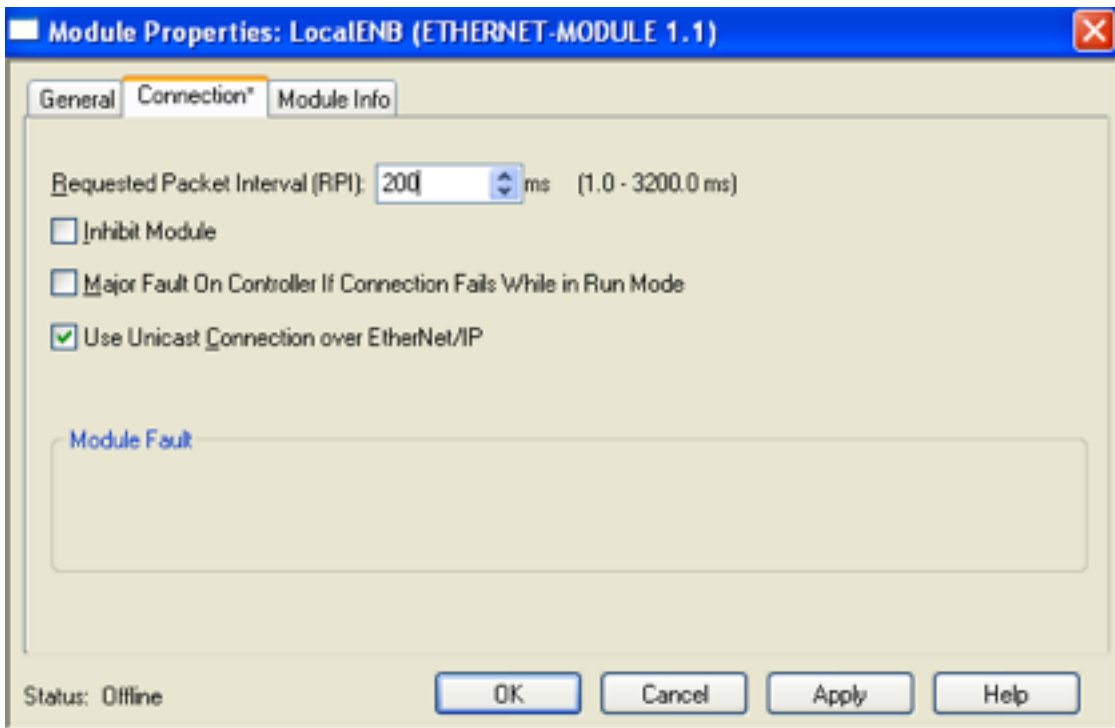 Module Properties: LocalENB (ETHERNET-MODULE 1.1)
General Connection* Module Info
Requested Packet Interval (RPI): 200 ms (1.0 - 3200.0 ms)
Inhibit Module
Major Fault On Controller If Connection Fails While in Run Mode
Use Unicast Connection over EtherNet/IP
Module Fault
Status: Offline OK Cancel Apply Help